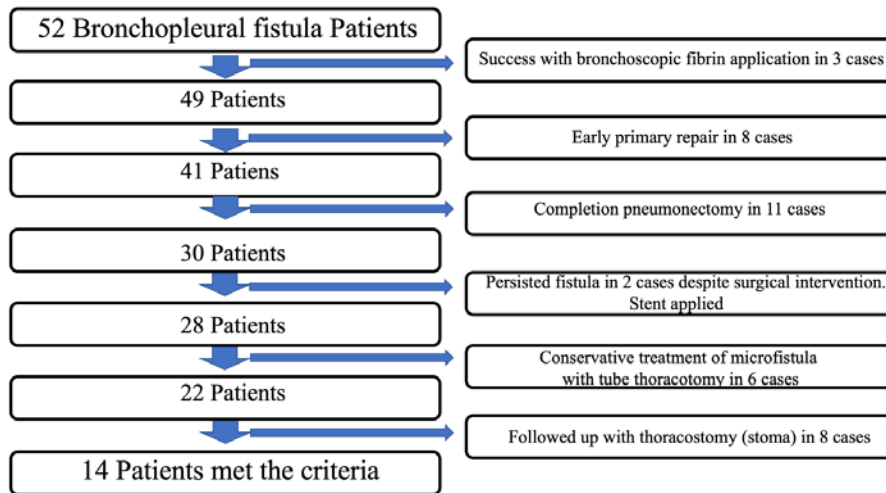 52 Bronchopleural fistula Patients
Success with bronchoscopic fibrin application in 3 cases
49 Patients
Early primary repair in 8 cases
41 Patiens
Completion pneumonectomy in 11 cases
30 Patients
Persisted fistula in 2 cases despite surgical intervention.
Stent applied
28 Patients
Conservative treatment of microfistula
with tube thoracotomy in 6 cases
22 Patients
Followed up with thoracostomy (stoma) in 8 cases
14 Patients met the criteria